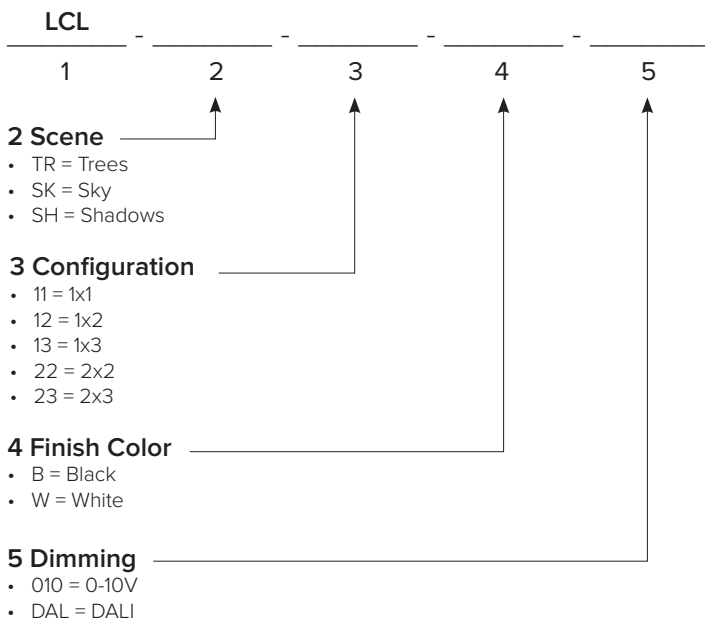 LCL
_ - _ - _ - _ - _
1 2 3 4 5
2 Scene
• TR = Trees
• SK = Sky
• SH = Shadows
3 Configuration
• 11 = 1x1
• 12 = 1x2
• 13 = 1x3
• 22 = 2x2
• 23 = 2x3
4 Finish Color
• B = Black
• W = White
5 Dimming
• 010 = 0-10V
• DAL = DALI